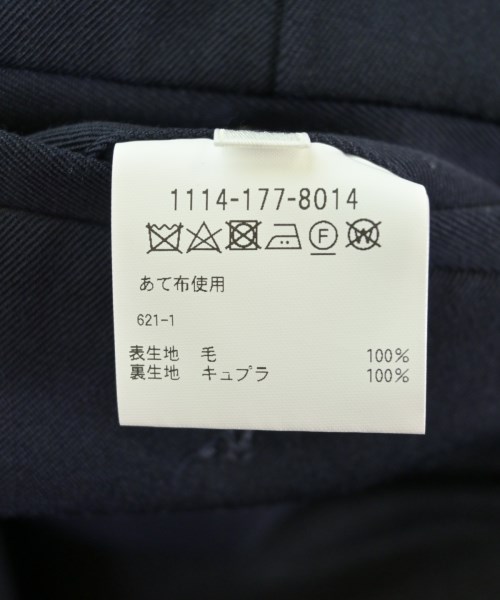 1114-177-8014
F W
あて布使用
621-1
表生地 毛 100%
裏生地 キュプラ 100%